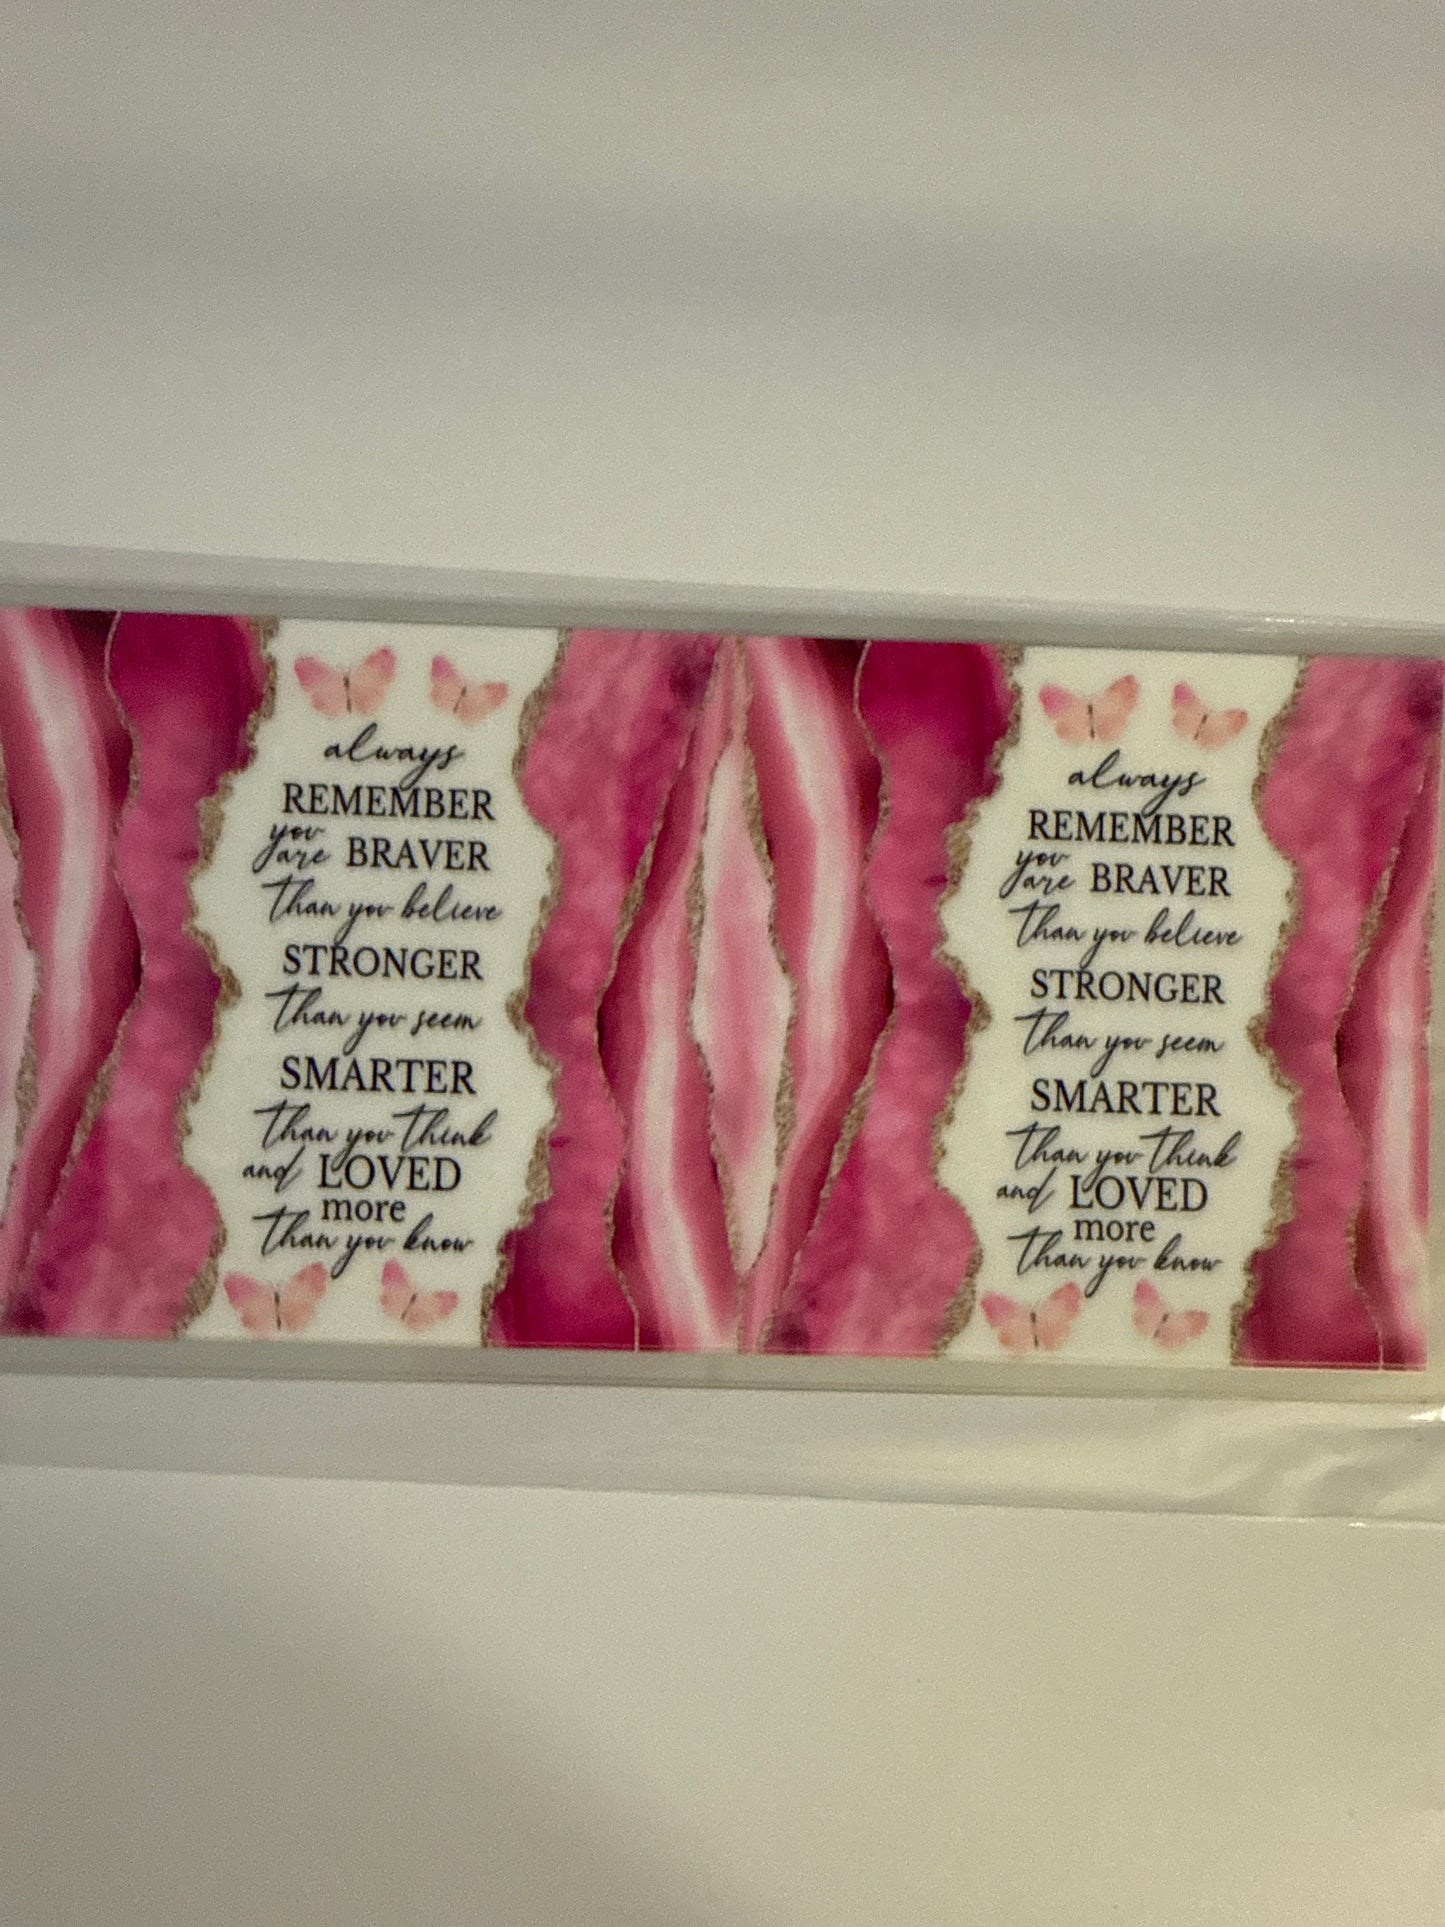 always
REMEMBER
you
are BRAVER
than you believe
STRONGER
than you seem
SMARTER
than you think
and LOVED
more
than you know
always
REMEMBER
you
are BRAVER
than you believe
STRONGER
than you seem
SMARTER
than you think
and LOVED
more
than you know